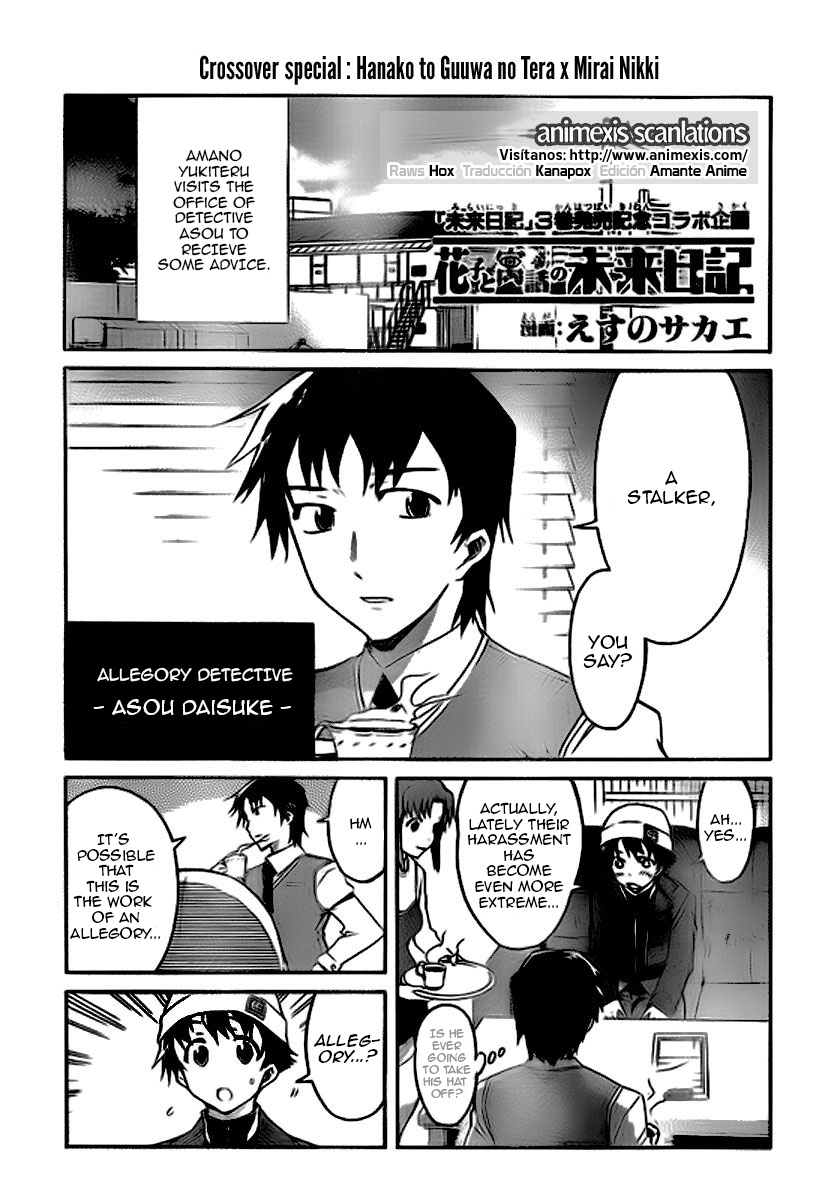 Crossover special : Hanako to Guuwa no Tera x Mirai Nikki
AMANO
YUKITERU
VISITS THE
OFFICE OF
DETECTIVE
ASOU TO
RECIEVE
SOME ADVICE.
animexis scanlations
Visítanos: http://www.animexis.com/
Raws Hox Traducción Kanapox Edición Amante Anime
「未来日記」3巻発売記念コラボ企画
花子と寓話の未来日記
漫画:えすのサカエ
A
STALKER,
YOU
SAY?
ALLEGORY DETECTIVE
- ASOU DAISUKE -
AH...
YES...
ACTUALLY,
LATELY THEIR
HARASSMENT
HAS
BECOME
EVEN MORE
EXTREME...
IS HE
EVER
GOING
TO TAKE
HIS HAT
OFF?
HM
...
IT'S
POSSIBLE
THAT
THIS IS
THE WORK
OF AN
ALLEGORY...
ALLEG-
ORY...?